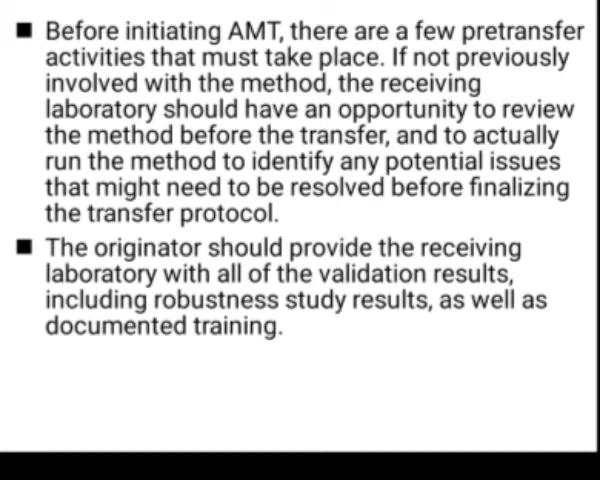 ■ Before initiating AMT, there are a few pretransfer
activities that must take place. If not previously
involved with the method, the receiving
laboratory should have an opportunity to review
the method before the transfer, and to actually
run the method to identify any potential issues
that might need to be resolved before finalizing
the transfer protocol.
■ The originator should provide the receiving
laboratory with all of the validation results,
including robustness study results, as well as
documented training.